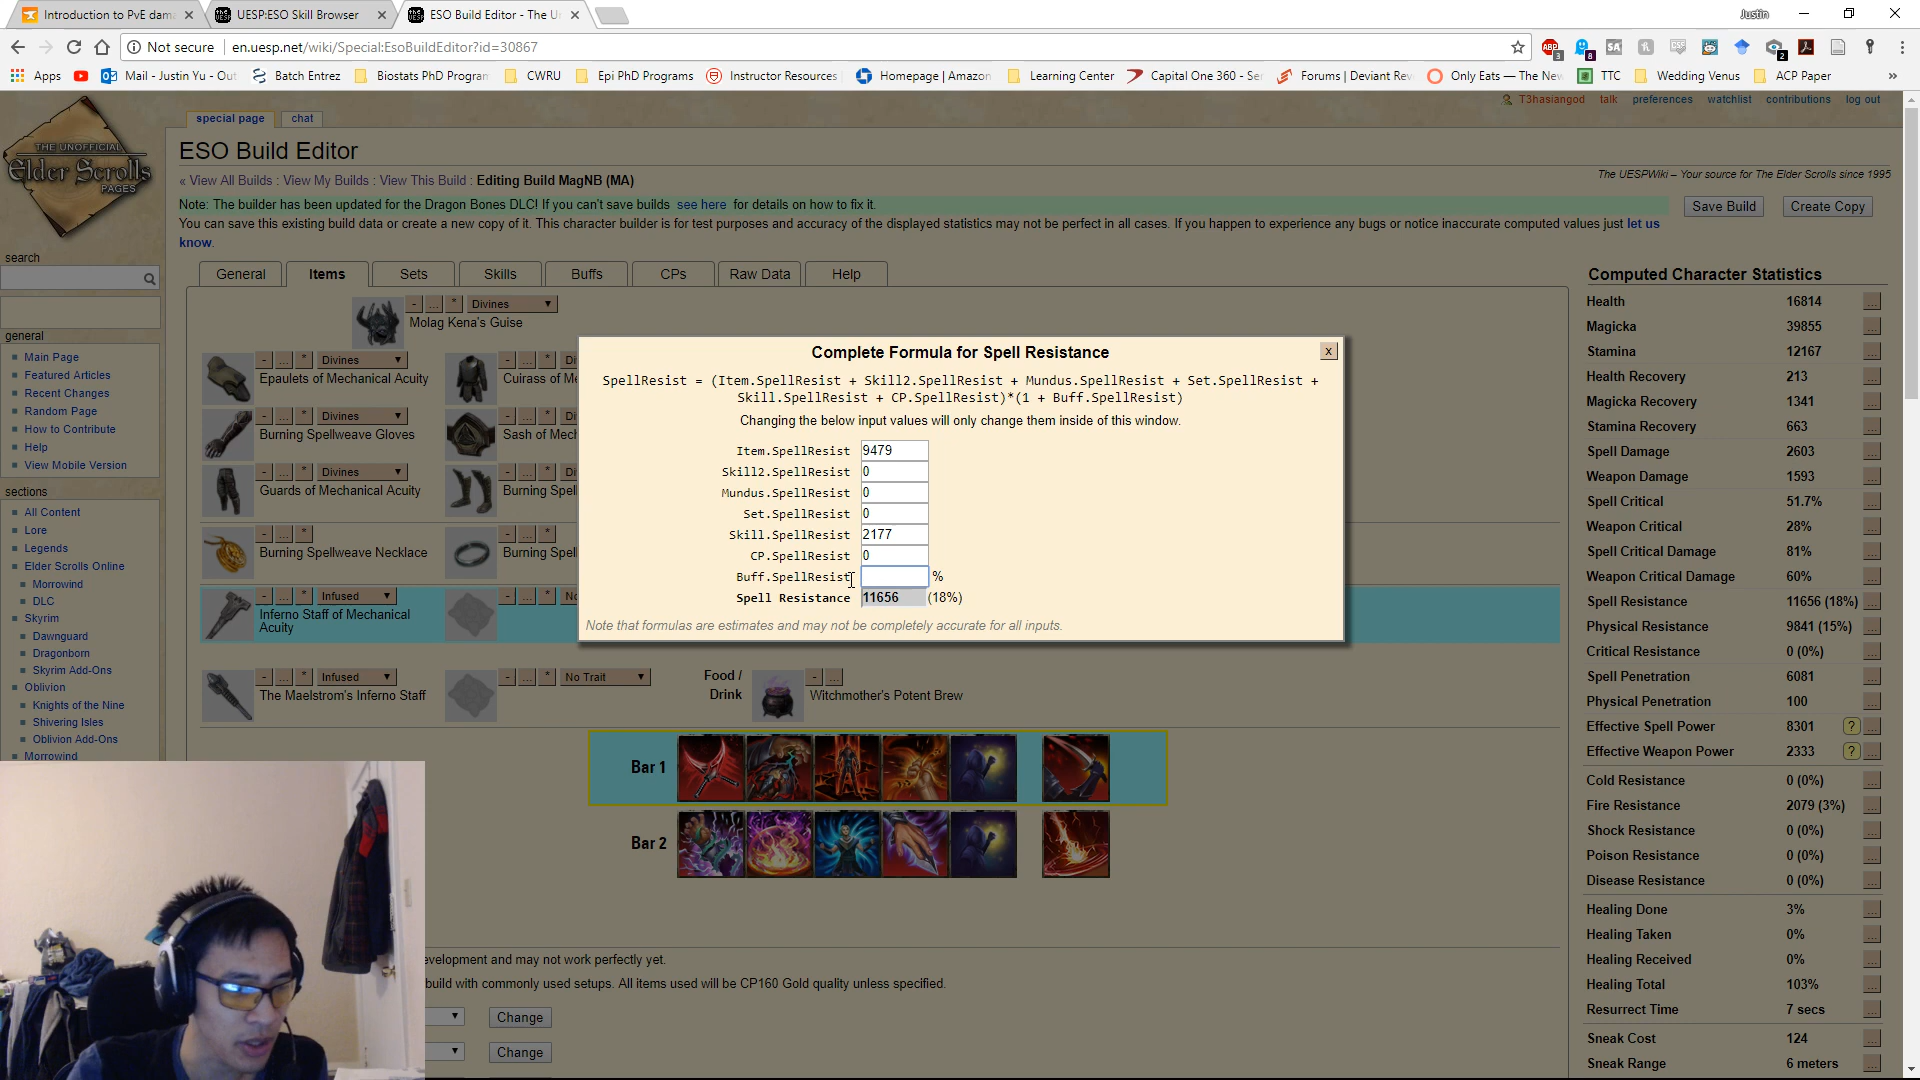 Introduction to PvE dam
UESP:ESO Skill Browser
ESO Build Editor - The U
Justin
Not secure
en.uesp.net/wiki/Special:EsoBuildEditor?id=30867
Apps
Mail - Justin Yu - Out
Batch Entrez
Biostats PhD Program
CWRU
Epi PhD Programs
Instructor Resources
Homepage | Amazon
Learning Center
Capital One 360 - Ser
Forums | Deviant Rev
Only Eats — The New
TTC
Wedding Venus
ACP Paper
T3hasiangod talk preferences watchlist contributions log out
special page
chat
THE UNOFFICIAL
Elder Scrolls
PAGES
ESO Build Editor
« View All Builds : View My Builds : View This Build : Editing Build MagNB (MA)
The UESPWiki – Your source for The Elder Scrolls since 1995
Note: The builder has been updated for the Dragon Bones DLC! If you can't save builds see here for details on how to fix it.
You can save this existing build data or create a new copy of it. This character builder is for test purposes and accuracy of the displayed statistics may not be perfect in all cases. If you happen to experience any bugs or notice inaccurate computed values just let us
know.
Save Build
Create Copy
search
general
Main Page
Featured Articles
Recent Changes
Random Page
How to Contribute
Help
View Mobile Version
sections
All Content
Lore
Legends
Elder Scrolls Online
Morrowind
DLC
Skyrim
Dawnguard
Dragonborn
Skyrim Add-Ons
Oblivion
Knights of the Nine
Shivering Isles
Oblivion Add-Ons
Morrowind
General
Items
Sets
Skills
Buffs
CPs
Raw Data
Help
- ... * Divines
Molag Kena's Guise
- ... * Divines
Epaulets of Mechanical Acuity
- ... * Di
Cuirass of Me
- ... * Divines
Burning Spellweave Gloves
- ... * Di
Sash of Mech
- ... * Divines
Guards of Mechanical Acuity
- ... * Di
Burning Spel
- ... *
Burning Spellweave Necklace
- ... *
Burning Spel
- ... * Infused
Inferno Staff of Mechanical
Acuity
- ... * No
- ... * Infused
The Maelstrom's Inferno Staff
- ... * No Trait
Food /
Drink
- ...
Witchmother's Potent Brew
Bar 1
Bar 2
Complete Formula for Spell Resistance
x
SpellResist = (Item.SpellResist + Skill2.SpellResist + Mundus.SpellResist + Set.SpellResist +
Skill.SpellResist + CP.SpellResist)*(1 + Buff.SpellResist)
Changing the below input values will only change them inside of this window.
Item.SpellResist 9479
Skill2.SpellResist 0
Mundus.SpellResist 0
Set.SpellResist 0
Skill.SpellResist 2177
CP.SpellResist 0
Buff.SpellResist %
Spell Resistance 11656 (18%)
Note that formulas are estimates and may not be completely accurate for all inputs.
evelopment and may not work perfectly yet.
build with commonly used setups. All items used will be CP160 Gold quality unless specified.
Change
Change
Computed Character Statistics
Health 16814 ...
Magicka 39855 ...
Stamina 12167 ...
Health Recovery 213 ...
Magicka Recovery 1341 ...
Stamina Recovery 663 ...
Spell Damage 2603 ...
Weapon Damage 1593 ...
Spell Critical 51.7% ...
Weapon Critical 28% ...
Spell Critical Damage 81% ...
Weapon Critical Damage 60% ...
Spell Resistance 11656 (18%) ...
Physical Resistance 9841 (15%) ...
Critical Resistance 0 (0%) ...
Spell Penetration 6081 ...
Physical Penetration 100 ...
Effective Spell Power 8301 ? ...
Effective Weapon Power 2333 ? ...
Cold Resistance 0 (0%) ...
Fire Resistance 2079 (3%) ...
Shock Resistance 0 (0%) ...
Poison Resistance 0 (0%) ...
Disease Resistance 0 (0%) ...
Healing Done 3% ...
Healing Taken 0% ...
Healing Received 0% ...
Healing Total 103% ...
Resurrect Time 7 secs ...
Sneak Cost 124 ...
Sneak Range 6 meters ...